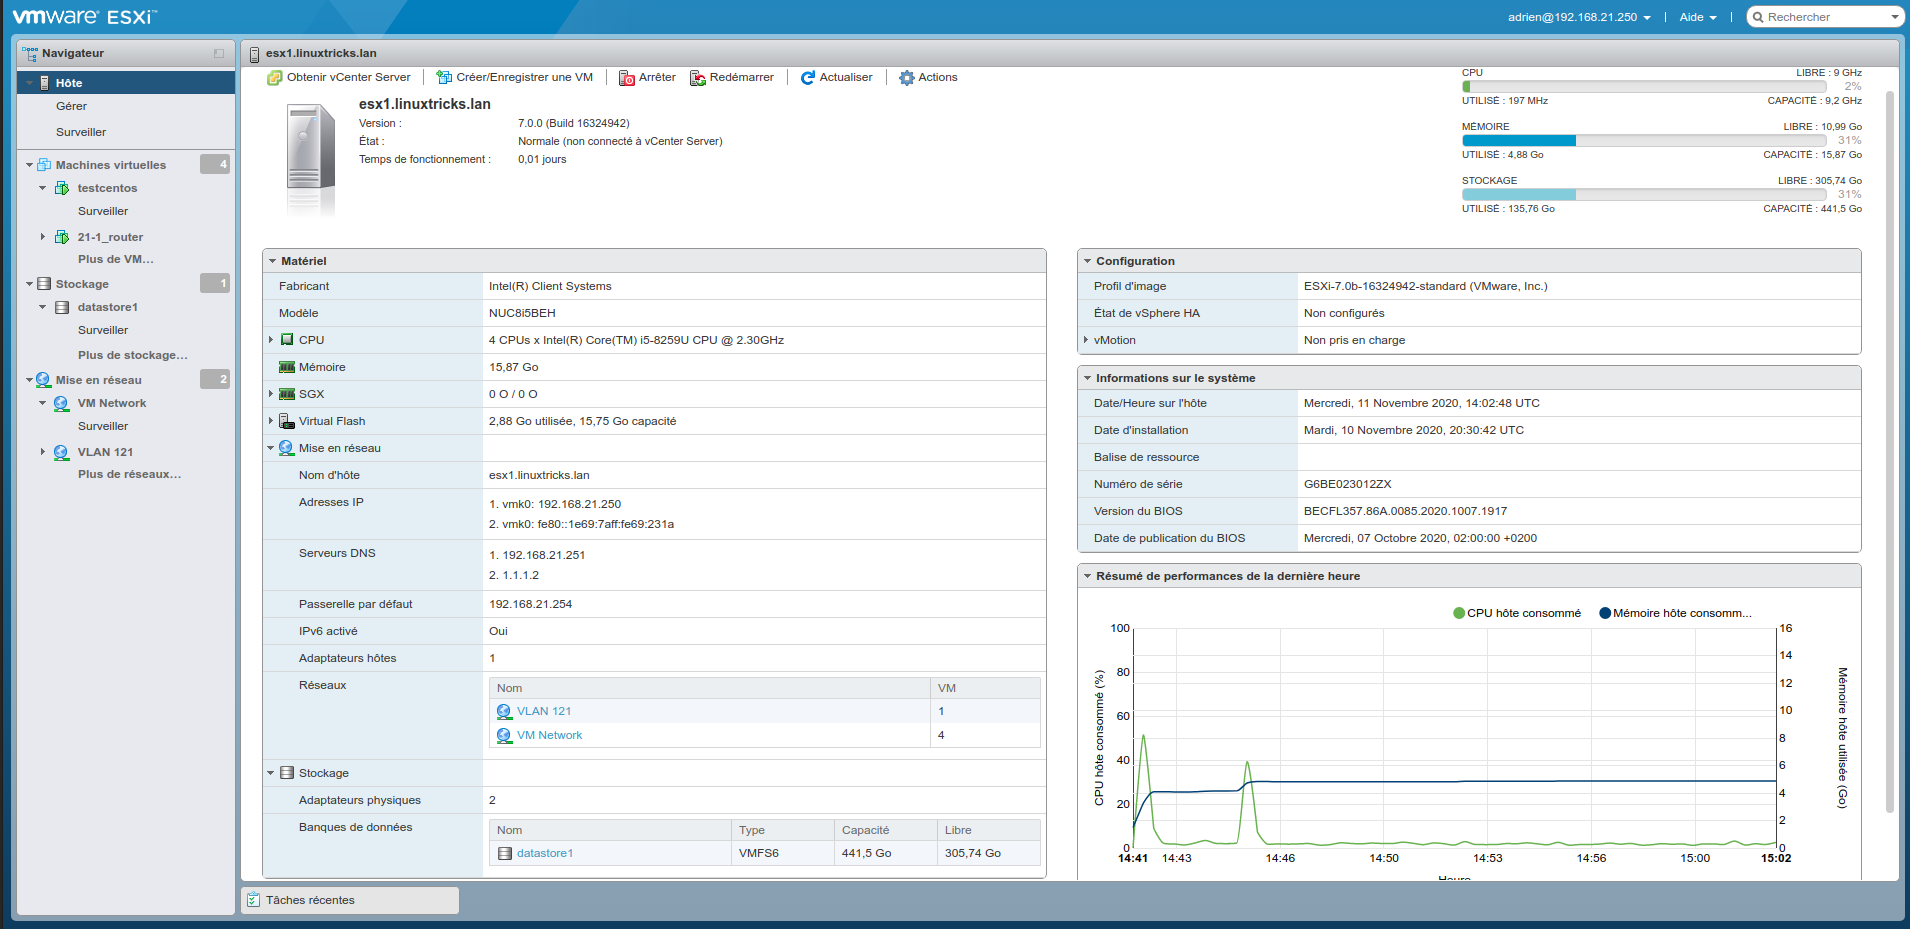 vmware ESXi™
adrien@192.168.21.250 | Aide | Rechercher
Navigateur
Hôte
Gérer
Surveiller
Machines virtuelles 4
testcentos
Surveiller
21-1_router
Plus de VM...
Stockage 1
datastore1
Surveiller
Plus de stockage...
Mise en réseau 2
VM Network
Surveiller
VLAN 121
Plus de réseaux...
esx1.linuxtricks.lan
Obtenir vCenter Server | Créer/Enregistrer une VM | Arrêter Redémarrer | Actualiser | Actions
esx1.linuxtricks.lan
Version : 7.0.0 (Build 16324942)
État : Normale (non connecté à vCenter Server)
Temps de fonctionnement : 0,01 jours
CPU LIBRE : 9 GHz
2%
UTILISÉ : 197 MHz CAPACITÉ : 9,2 GHz
MÉMOIRE LIBRE : 10,99 Go
31%
UTILISÉ : 4,88 Go CAPACITÉ : 15,87 Go
STOCKAGE LIBRE : 305,74 Go
31%
UTILISÉ : 135,76 Go CAPACITÉ : 441,5 Go
Matériel
Fabricant Intel(R) Client Systems
Modèle NUC8i5BEH
CPU 4 CPUs x Intel(R) Core(TM) i5-8259U CPU @ 2.30GHz
Mémoire 15,87 Go
SGX 0 O / 0 O
Virtual Flash 2,88 Go utilisée, 15,75 Go capacité
Mise en réseau
Nom d'hôte esx1.linuxtricks.lan
Adresses IP 1. vmk0: 192.168.21.250
2. vmk0: fe80::1e69:7aff:fe69:231a
Serveurs DNS 1. 192.168.21.251
2. 1.1.1.2
Passerelle par défaut 192.168.21.254
IPv6 activé Oui
Adaptateurs hôtes 1
Réseaux Nom VM
VLAN 121 1
VM Network 4
Stockage
Adaptateurs physiques 2
Banques de données Nom Type Capacité Libre
datastore1 VMFS6 441,5 Go 305,74 Go
Configuration
Profil d'image ESXi-7.0b-16324942-standard (VMware, Inc.)
État de vSphere HA Non configurés
vMotion Non pris en charge
Informations sur le système
Date/Heure sur l'hôte Mercredi, 11 Novembre 2020, 14:02:48 UTC
Date d'installation Mardi, 10 Novembre 2020, 20:30:42 UTC
Balise de ressource
Numéro de série G6BE023012ZX
Version du BIOS BECFL357.86A.0085.2020.1007.1917
Date de publication du BIOS Mercredi, 07 Octobre 2020, 02:00:00 +0200
Résumé de performances de la dernière heure
CPU hôte consommé Mémoire hôte consomm...
CPU hôte consommé (%)
100
80
60
40
20
0
16
14
12
10
8
6
4
2
0
Mémoire hôte utilisée (Go)
14:41 14:43 14:46 14:50 14:53 14:56 15:00 15:02
Heure
Tâches récentes